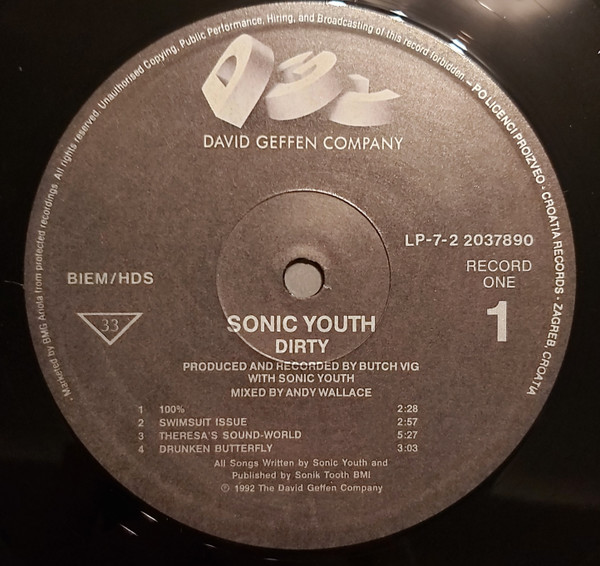 · Marketed by BMG Ariola from protected recordings. All rights reserved. Unauthorised Copying, Public Performance, Hiring, and Broadcasting of this record forbidden. – PO LICENCI PROIZVEO · CROATIA RECORDS · ZAGREB, CROATIA
DGC
DAVID GEFFEN COMPANY
LP-7-2 2037890
RECORD
ONE
1
BIEM/HDS
33
SONIC YOUTH
DIRTY
PRODUCED AND RECORDED BY BUTCH VIG
WITH SONIC YOUTH
MIXED BY ANDY WALLACE
1 100% 2:28
2 SWIMSUIT ISSUE 2:57
3 THERESA'S SOUND-WORLD 5:27
4 DRUNKEN BUTTERFLY 3:03
All Songs Written by Sonic Youth and
Published by Sonik Tooth BMI
℗ 1992 The David Geffen Company